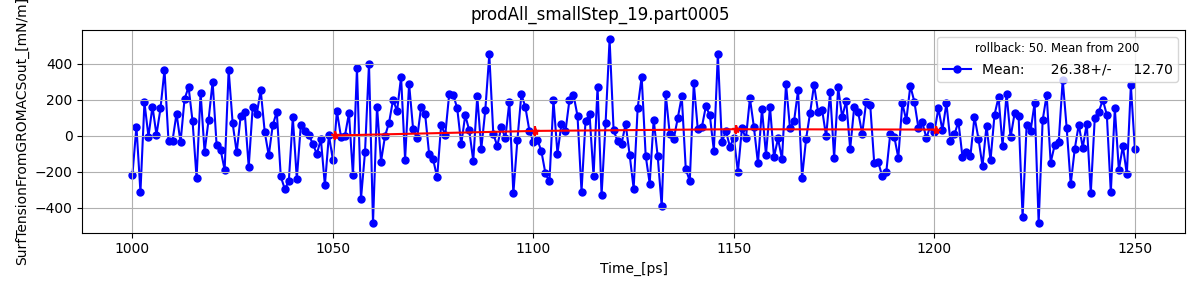 prodAll_smallStep_19.part0005
SurfTensionFromGROMACSout_[mN/m]
400
200
0
−200
−400
rollback: 50. Mean from 200
Mean: 26.38+/- 12.70
1000 1050 1100 1150 1200 1250
Time_[ps]